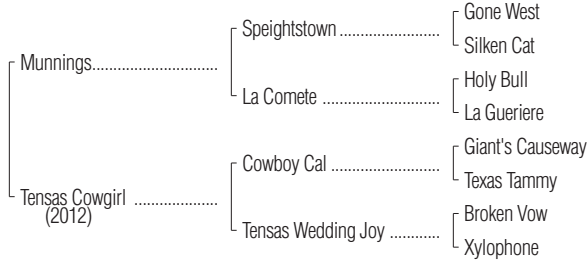 Gone West
Speightstown ..........................
Silken Cat
Munnings.................................
Holy Bull
La Comete ...............................
La Gueriere
Giant's Causeway
Cowboy Cal .............................
Texas Tammy
Tensas Cowgirl ......................
(2012)
Broken Vow
Tensas Wedding Joy .............
Xylophone